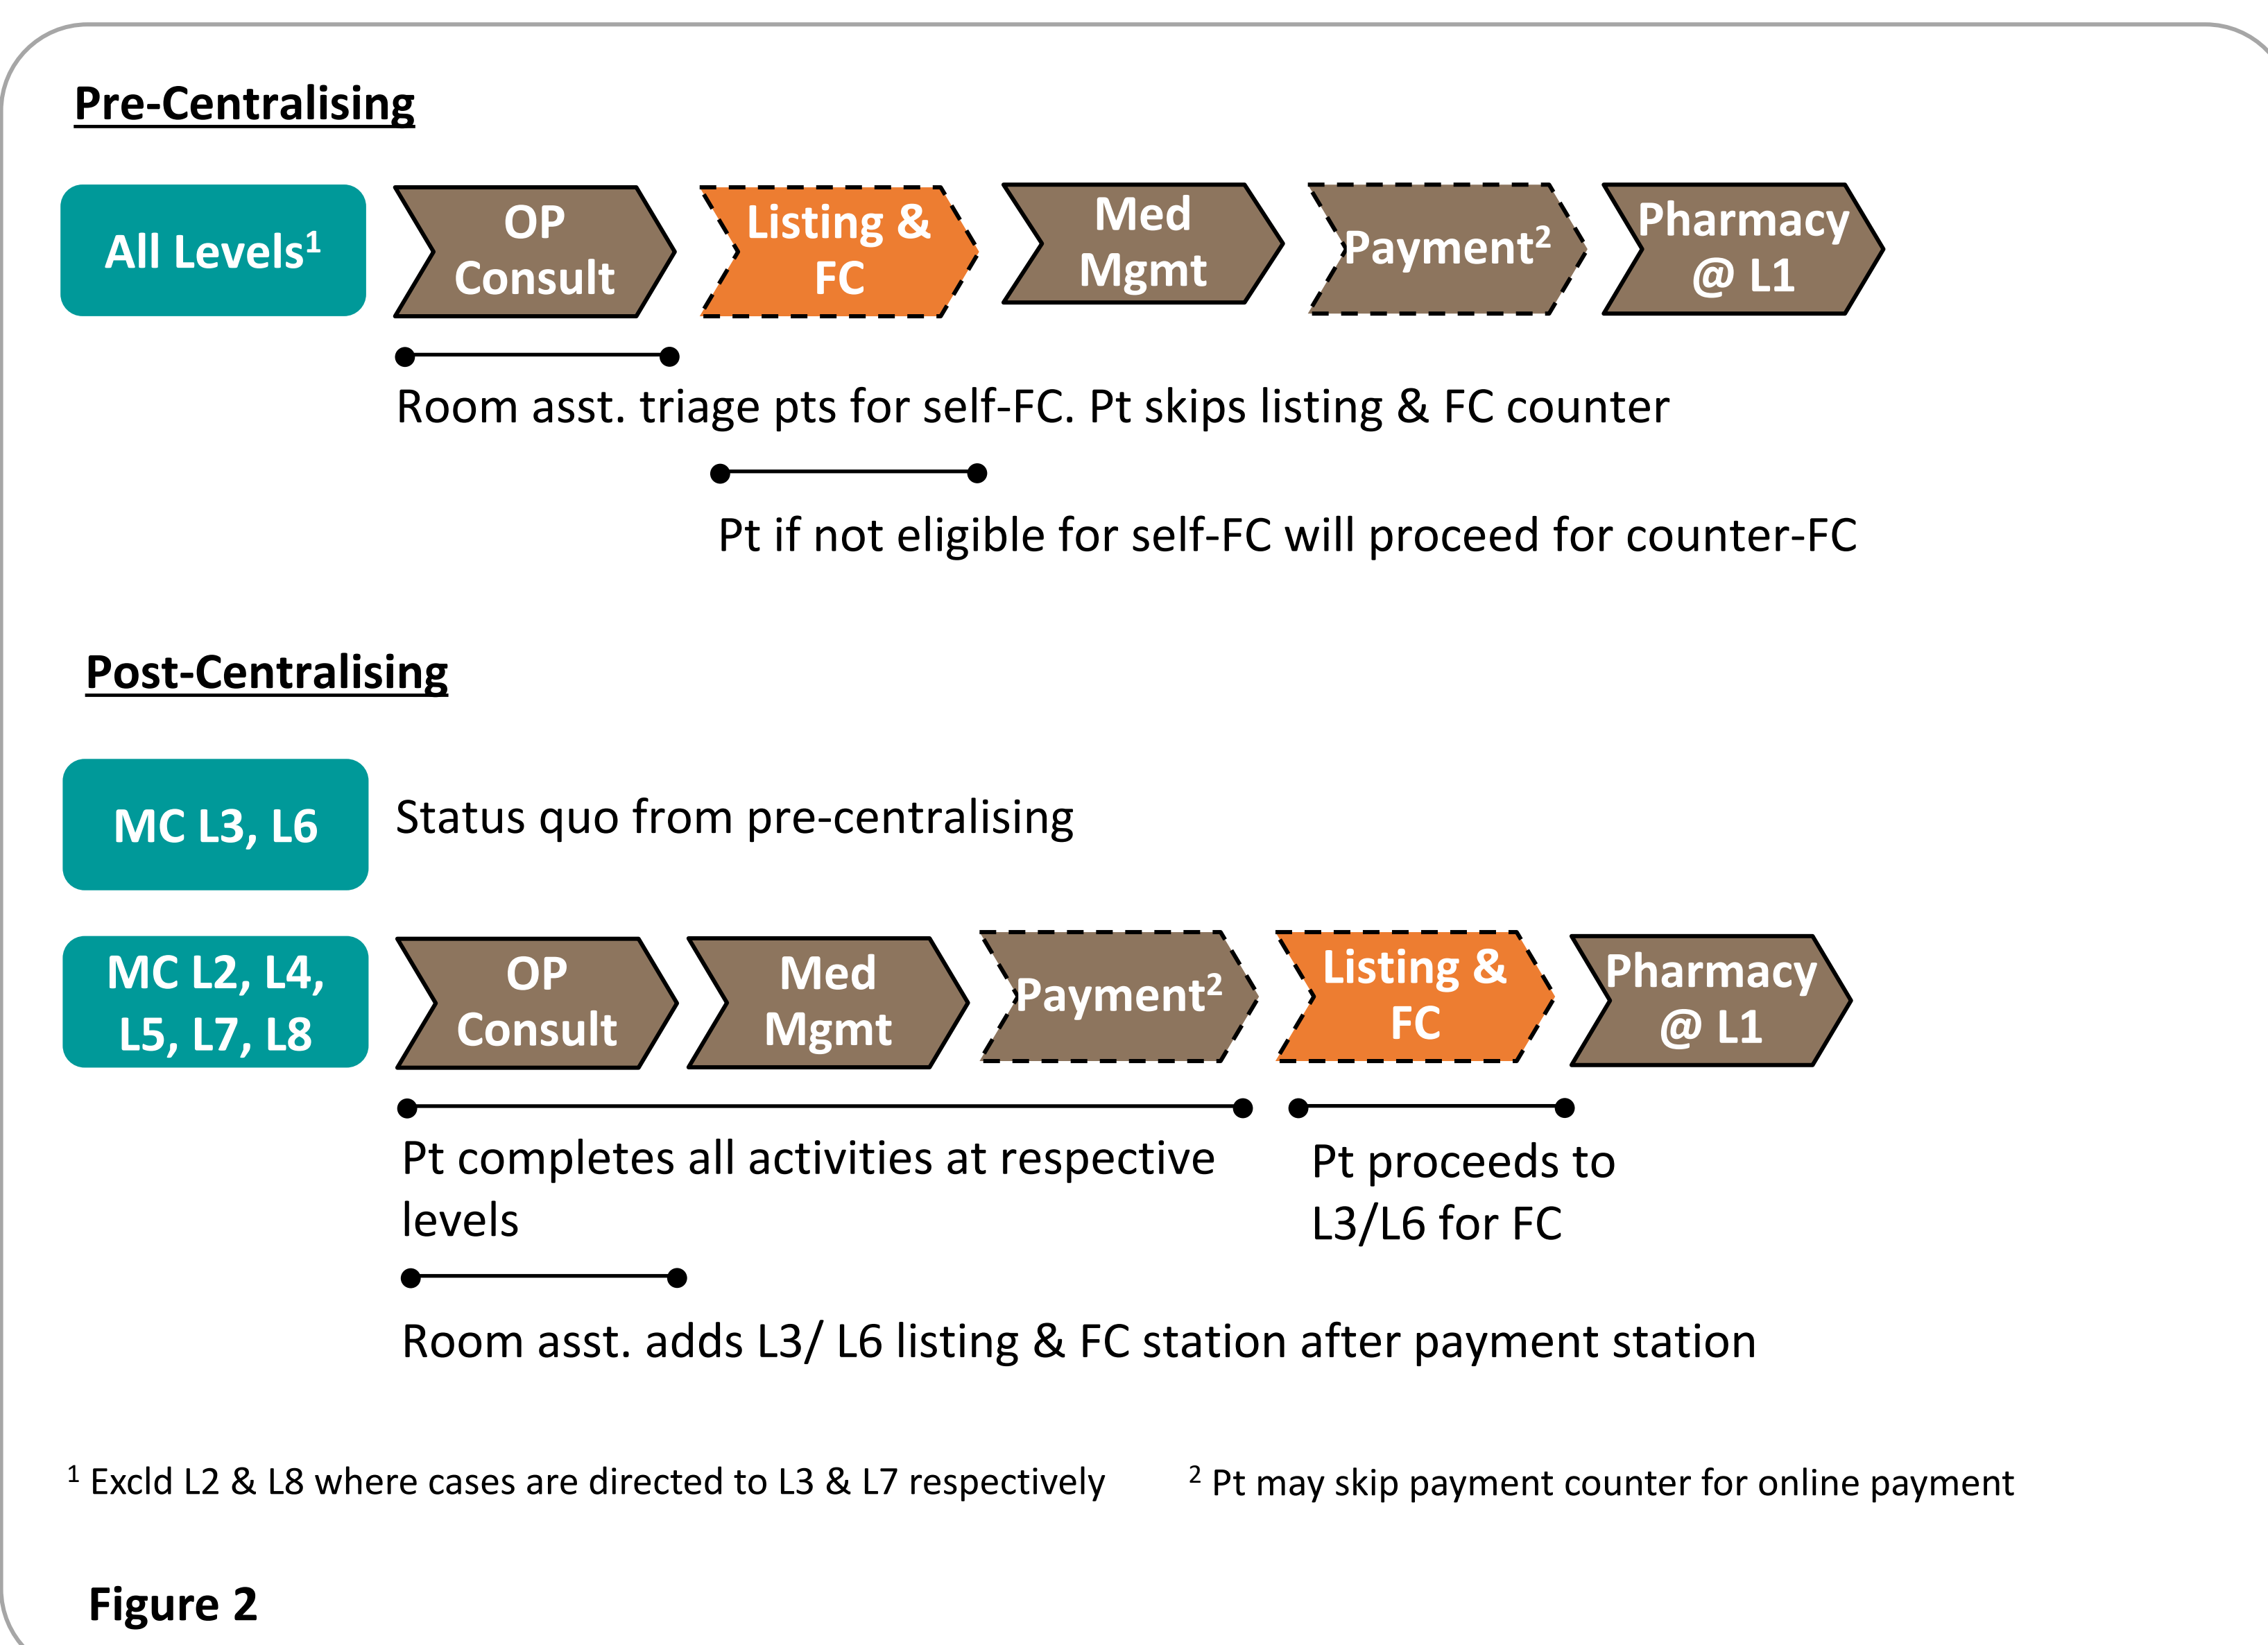 Pre-Centralising
All Levels¹
OP
Consult
Listing &
FC
Med
Mgmt
Payment²
Pharmacy
@ L1
Room asst. triage pts for self-FC. Pt skips listing & FC counter
Pt if not eligible for self-FC will proceed for counter-FC
Post-Centralising
MC L3, L6
Status quo from pre-centralising
MC L2, L4,
L5, L7, L8
OP
Consult
Med
Mgmt
Payment²
Listing &
FC
Pharmacy
@ L1
Pt completes all activities at respective
levels
Pt proceeds to
L3/L6 for FC
Room asst. adds L3/ L6 listing & FC station after payment station
¹ Excld L2 & L8 where cases are directed to L3 & L7 respectively
² Pt may skip payment counter for online payment
Figure 2